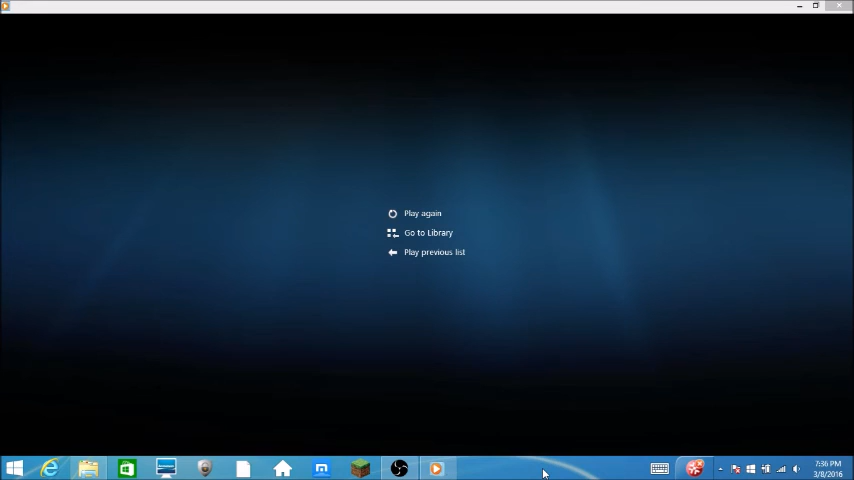 Play again
Go to Library
Play previous list
7:36 PM
3/8/2016